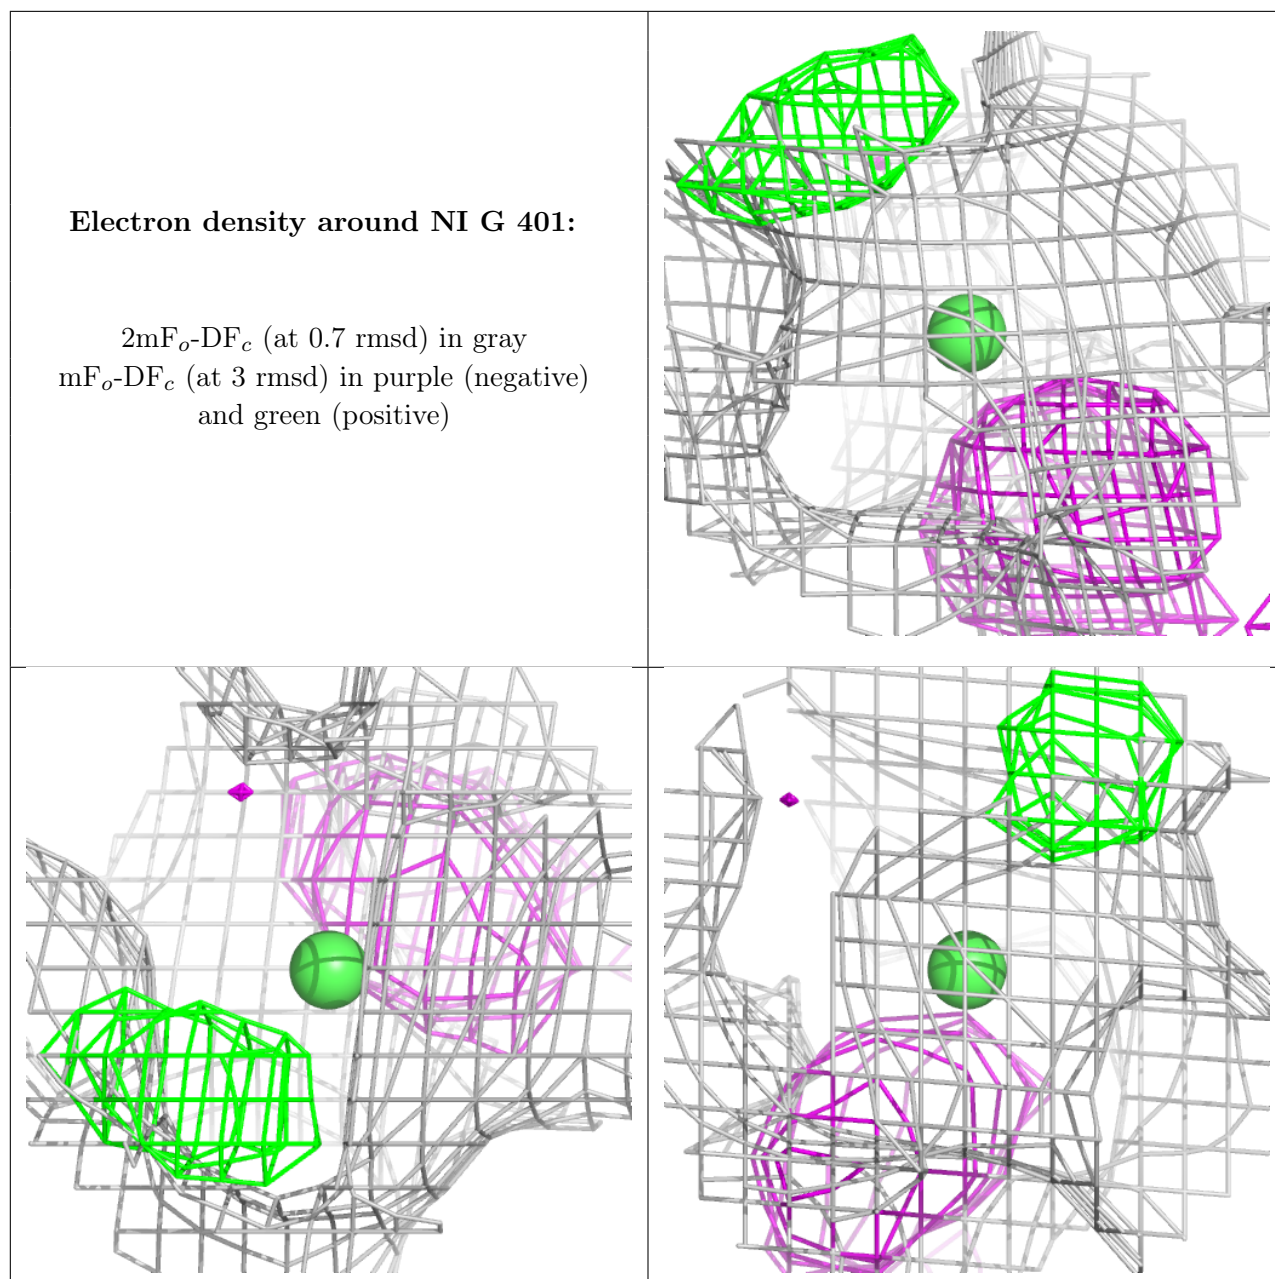 Electron density around NI G 401:
2mFo-DFc (at 0.7 rmsd) in gray
mFo-DFc (at 3 rmsd) in purple (negative)
and green (positive)